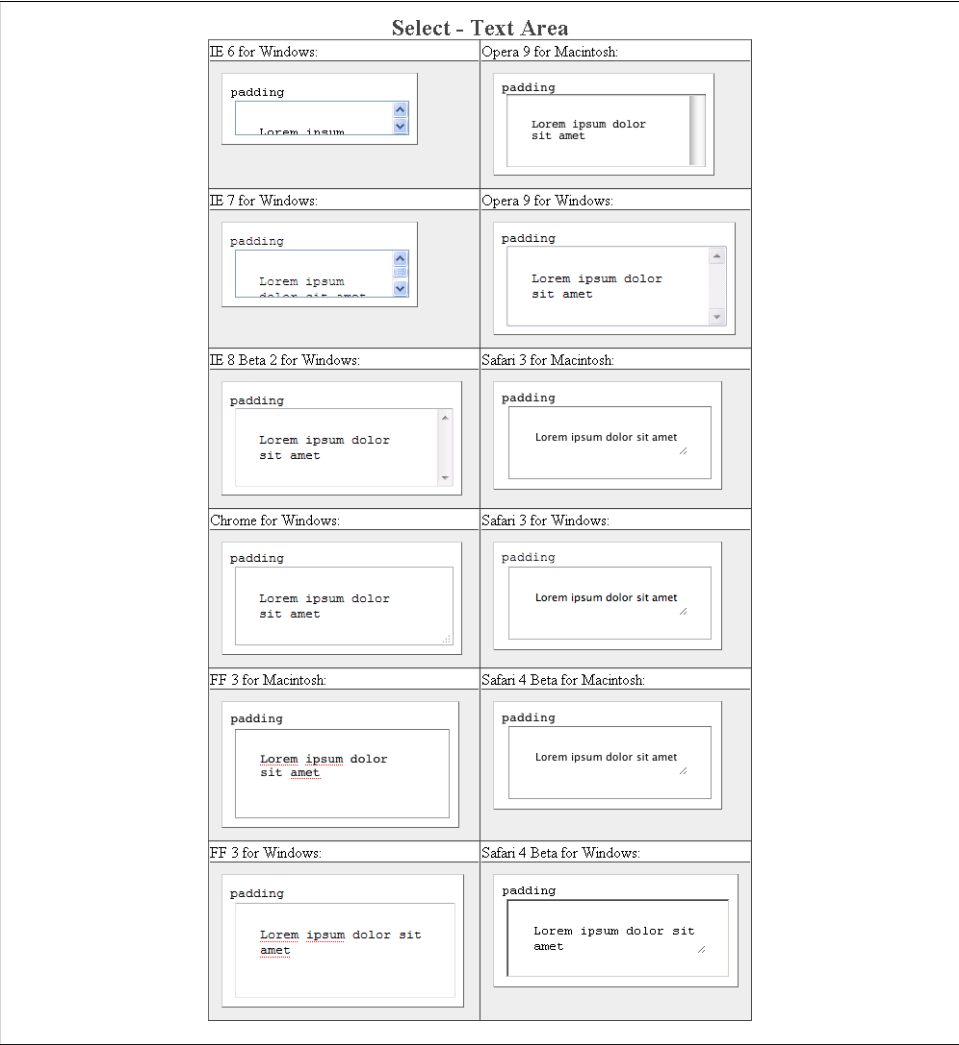 Select - Text Area
IE 6 for Windows:
padding
Lorem ipsum
Opera 9 for Macintosh:
padding
Lorem ipsum dolor
sit amet
IE 7 for Windows:
padding
Lorem ipsum
dolor sit amet
Opera 9 for Windows:
padding
Lorem ipsum dolor
sit amet
IE 8 Beta 2 for Windows:
padding
Lorem ipsum dolor
sit amet
Safari 3 for Macintosh:
padding
Lorem ipsum dolor sit amet
Chrome for Windows:
padding
Lorem ipsum dolor
sit amet
Safari 3 for Windows:
padding
Lorem ipsum dolor sit amet
FF 3 for Macintosh:
padding
Lorem ipsum dolor
sit amet
Safari 4 Beta for Macintosh:
padding
Lorem ipsum dolor sit amet
FF 3 for Windows:
padding
Lorem ipsum dolor sit
amet
Safari 4 Beta for Windows:
padding
Lorem ipsum dolor sit
amet